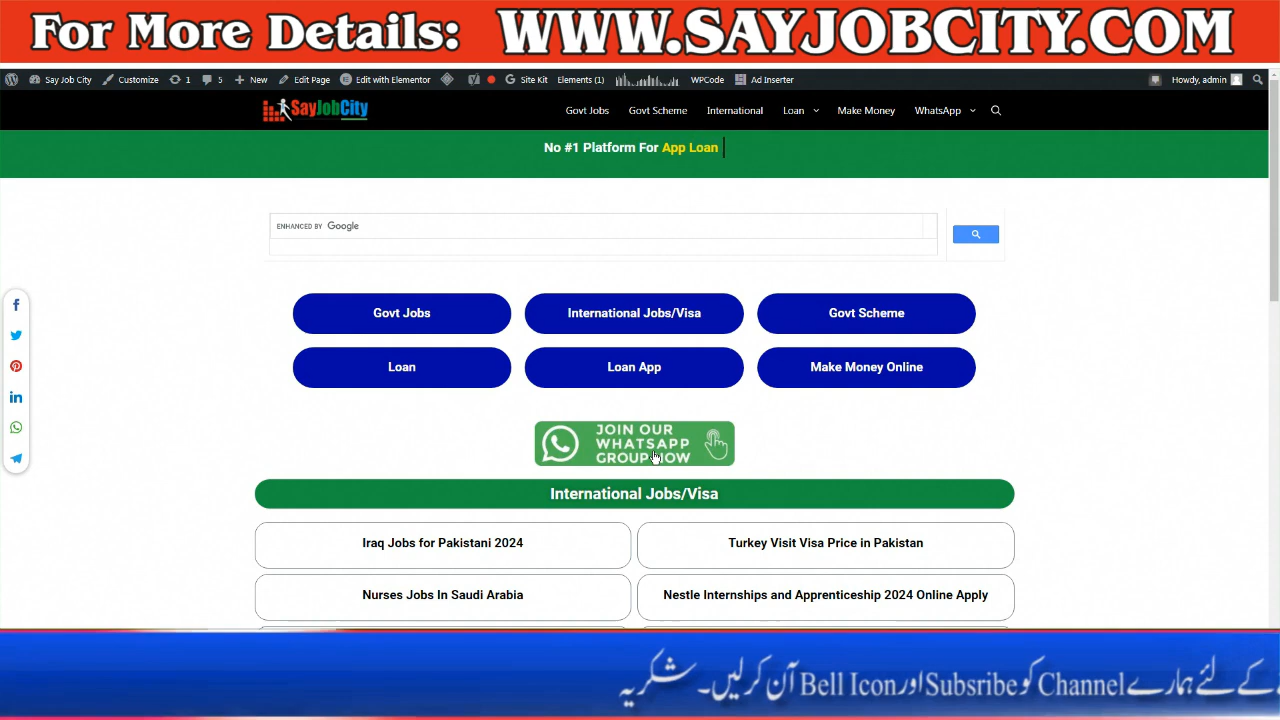 For More Details: WWW.SAYJOBCITY.COM
Say Job City Customize 1 5 New Edit Page Edit with Elementor Site Kit Elements (1) WPCode Ad Inserter Howdy, admin
SayJobCity Govt Jobs Govt Scheme International Loan Make Money WhatsApp
No #1 Platform For App Loan
ENHANCED BY Google
Govt Jobs International Jobs/Visa Govt Scheme
Loan Loan App Make Money Online
JOIN OUR
WHATSAPP
GROUP NOW
International Jobs/Visa
Iraq Jobs for Pakistani 2024 Turkey Visit Visa Price in Pakistan
Nurses Jobs In Saudi Arabia Nestle Internships and Apprenticeship 2024 Online Apply
کے لئے ہمارے Channel کو Subsribe اور Bell Icon آن کرلیں۔ شکریہ